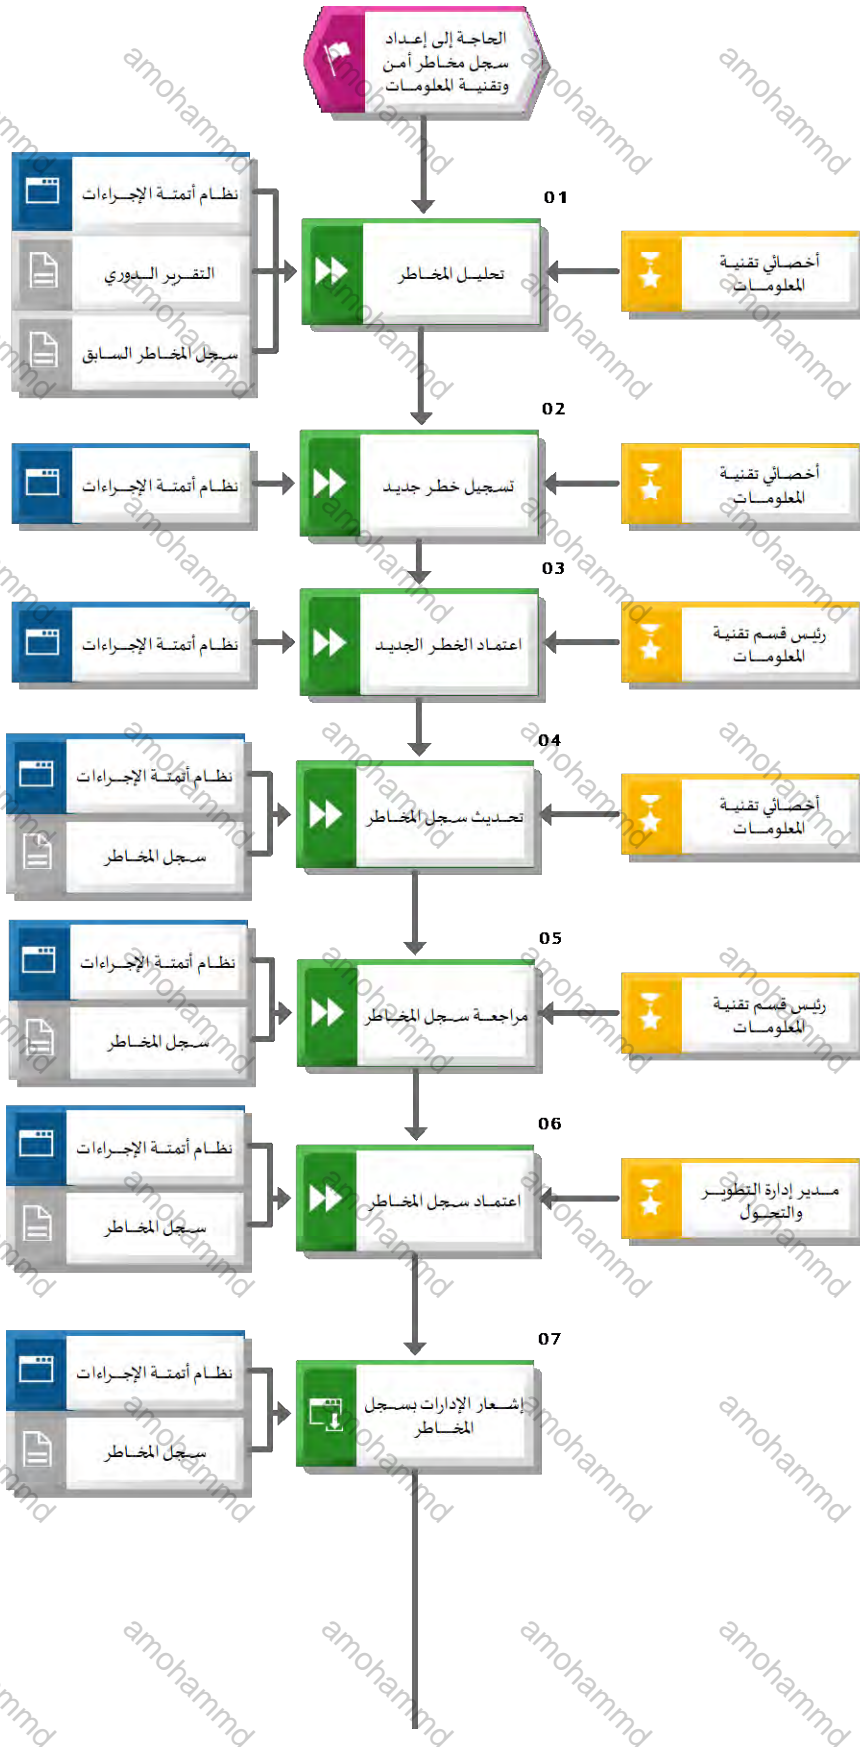 الحاجة إلى إعداد
سجل مخاطر أمن
وتقنية المعلومات
01
أخصائي تقنية
المعلومات
تحليل المخاطر
نظام أتمتة الإجراءات
التقرير الدوري
سجل المخاطر السابق
02
أخصائي تقنية
المعلومات
تسجيل خطر جديد
نظام أتمتة الإجراءات
03
رئيس قسم تقنية
المعلومات
اعتماد الخطر الجديد
نظام أتمتة الإجراءات
04
أخصائي تقنية
المعلومات
تحديث سجل المخاطر
نظام أتمتة الإجراءات
سجل المخاطر
05
رئيس قسم تقنية
المعلومات
مراجعة سجل المخاطر
نظام أتمتة الإجراءات
سجل المخاطر
06
مدير إدارة التطوير
والتحول
اعتماد سجل المخاطر
نظام أتمتة الإجراءات
سجل المخاطر
07
إشعار الإدارات بسجل
المخاطر
نظام أتمتة الإجراءات
سجل المخاطر
amohammd